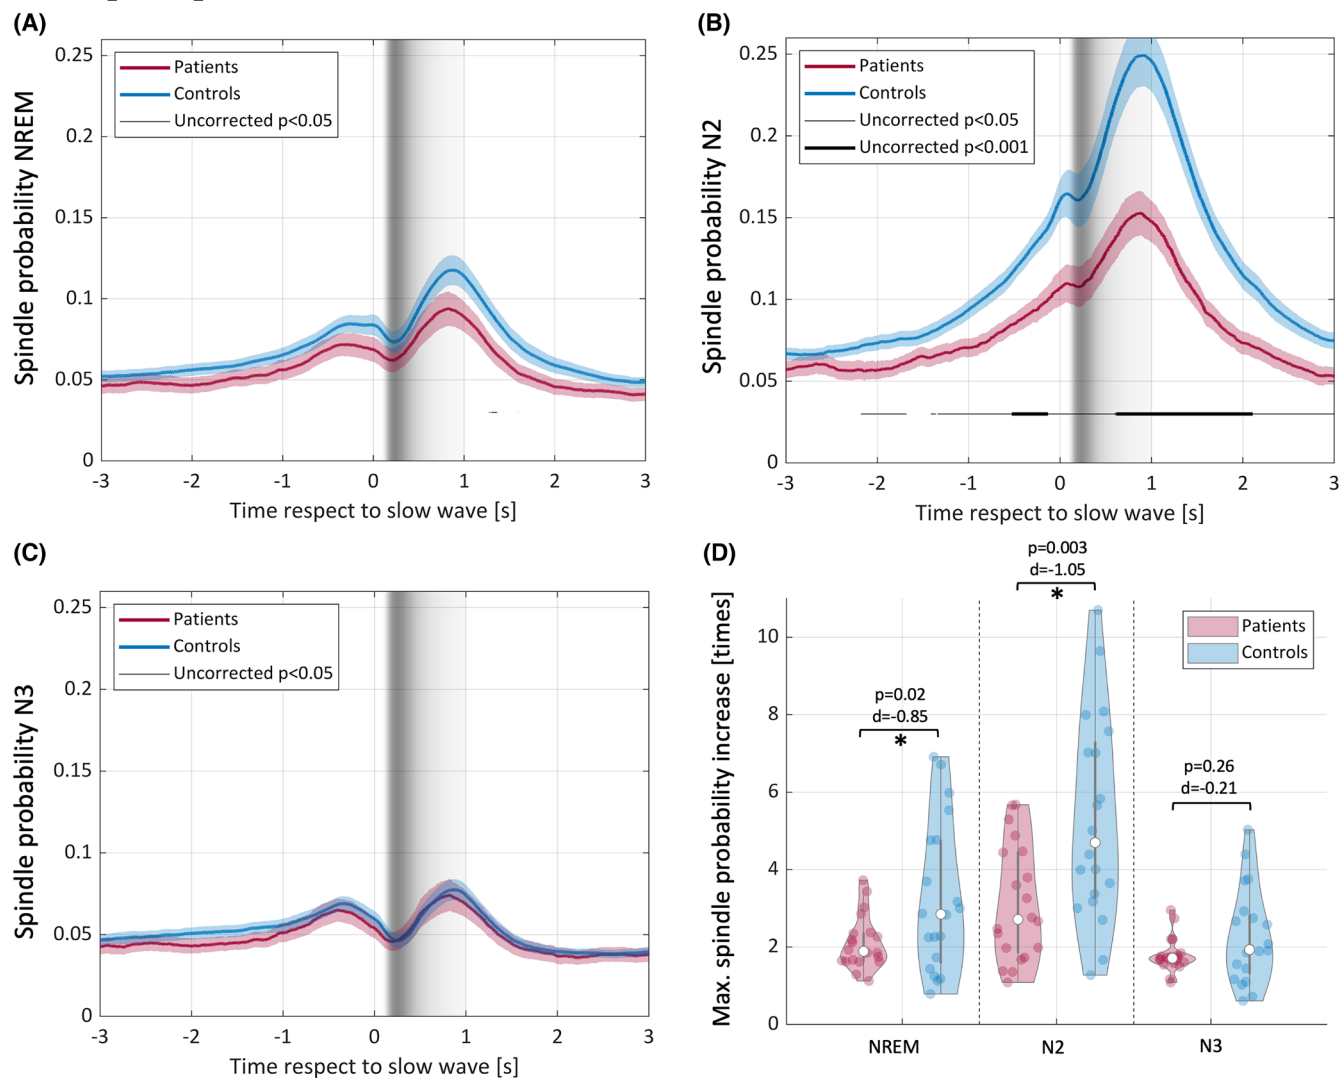 (A)
Spindle probability NREM
0.25
0.2
0.15
0.1
0.05
0
Patients
Controls
Uncorrected p<0.05
-3 -2 -1 0 1 2 3
Time respect to slow wave [s]
(B)
Spindle probability N2
0.25
0.2
0.15
0.1
0.05
0
Patients
Controls
Uncorrected p<0.05
Uncorrected p<0.001
-3 -2 -1 0 1 2 3
Time respect to slow wave [s]
(C)
Spindle probability N3
0.25
0.2
0.15
0.1
0.05
0
Patients
Controls
Uncorrected p<0.05
-3 -2 -1 0 1 2 3
Time respect to slow wave [s]
(D)
Max. spindle probability increase [times]
10
8
6
4
2
0
p=0.02
d=-0.85
*
p=0.003
d=-1.05
*
p=0.26
d=-0.21
Patients
Controls
NREM N2 N3